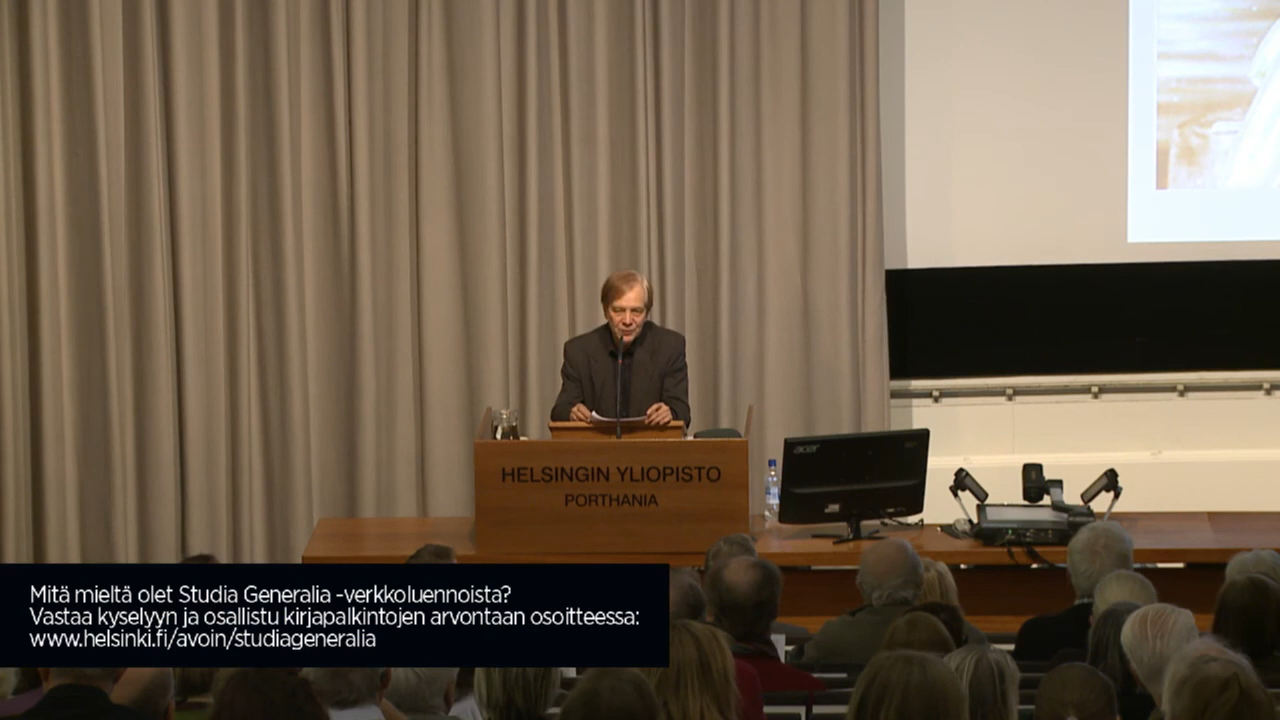 acer
HELSINGIN YLIOPISTO
PORTHANIA
Mitä mieltä olet Studia Generalia -verkkoluennoista?
Vastaa kyselyyn ja osallistu kirjapalkintojen arvontaan osoitteessa:
www.helsinki.fi/avoin/studiageneralia